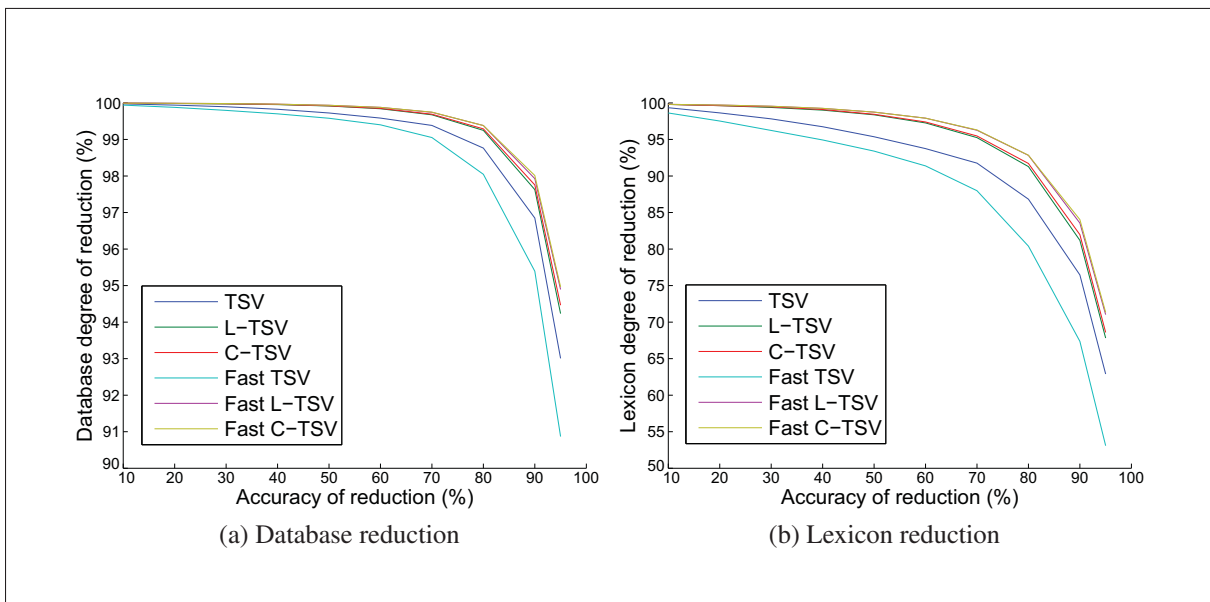 100
99
98
97
96
95
94
93
92
91
90
Database degree of reduction (%)
TSV
L−TSV
C−TSV
Fast TSV
Fast L−TSV
Fast C−TSV
10 20 30 40 50 60 70 80 90 100
Accuracy of reduction (%)
(a) Database reduction
100
95
90
85
80
75
70
65
60
55
50
Lexicon degree of reduction (%)
TSV
L−TSV
C−TSV
Fast TSV
Fast L−TSV
Fast C−TSV
10 20 30 40 50 60 70 80 90 100
Accuracy of reduction (%)
(b) Lexicon reduction